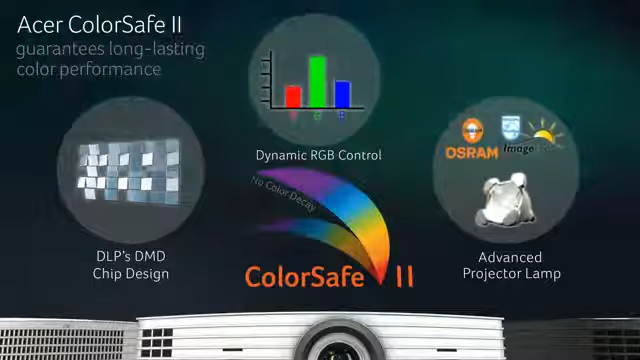 Acer ColorSafe II
guarantees long-lasting
color performance
Dynamic RGB Control
OSRAM
No Color Decay
DLP's DMD
Chip Design
ColorSafe II
Advanced
Projector Lamp